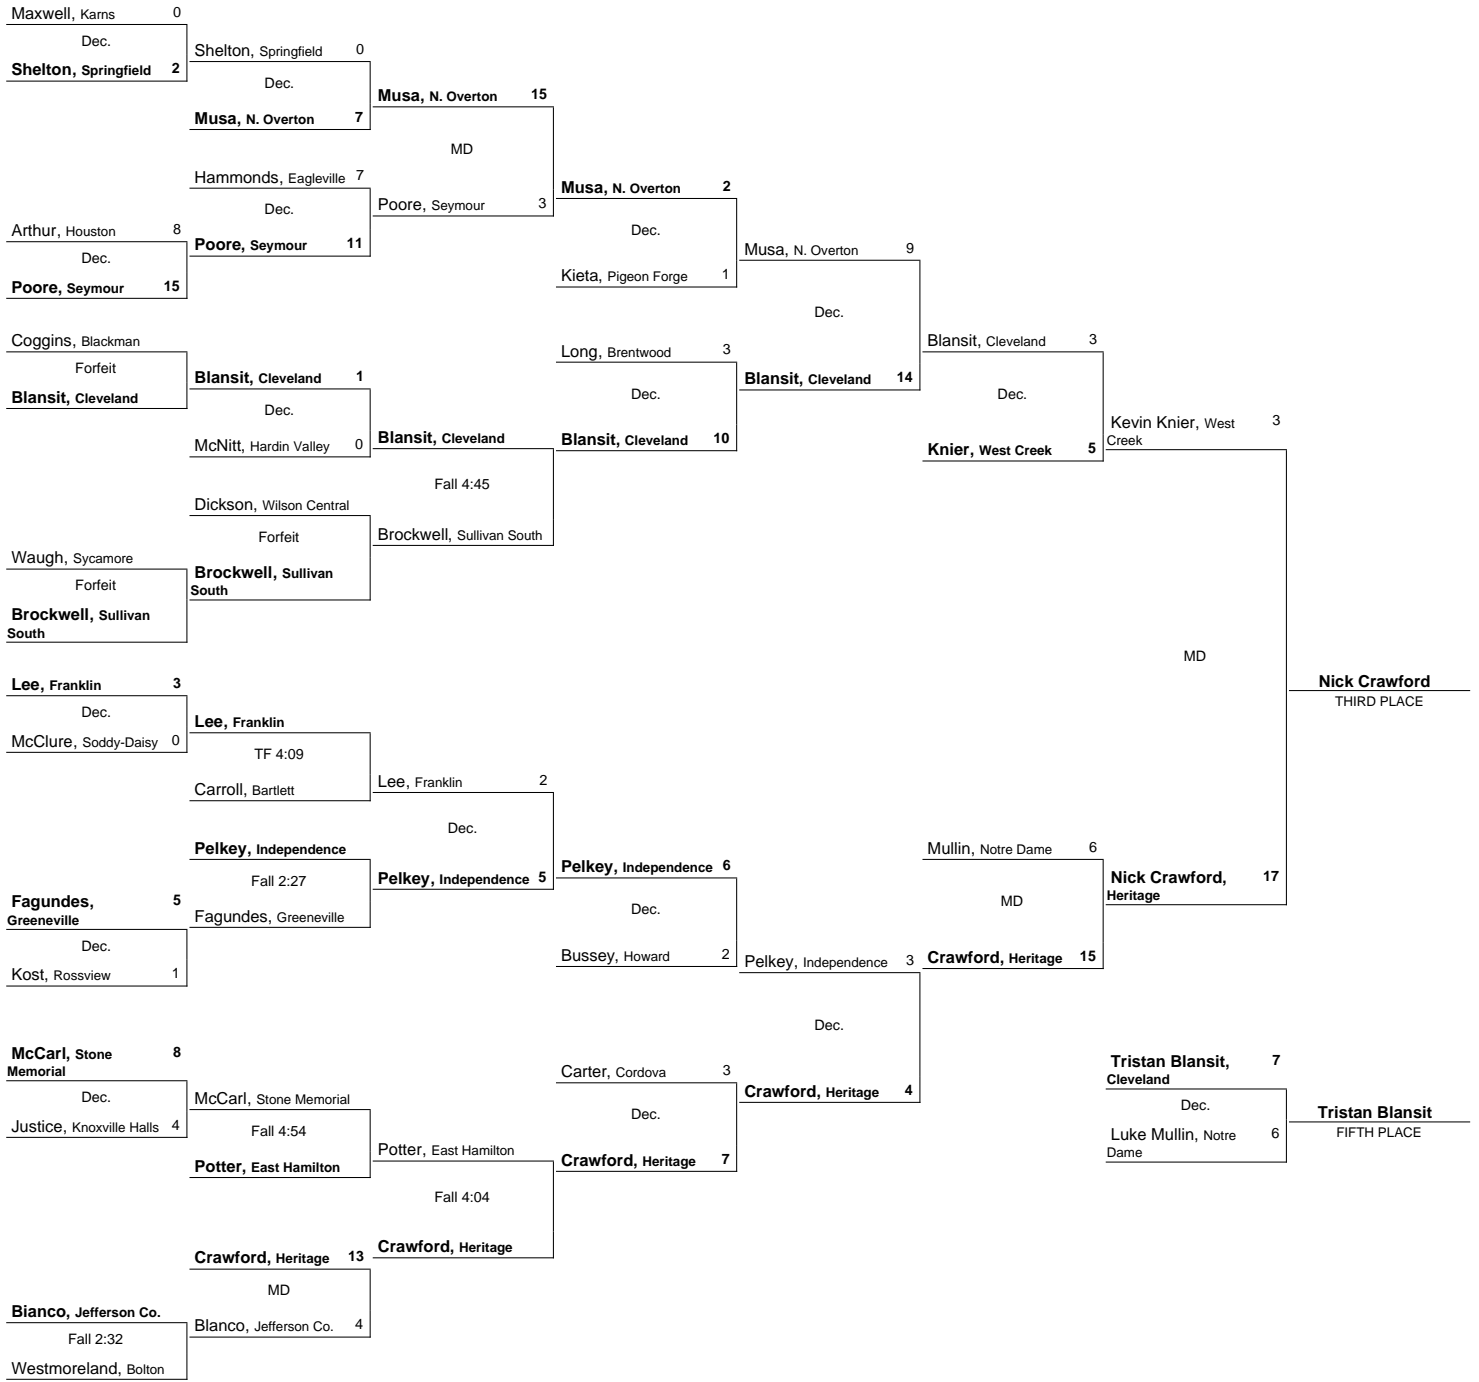 Maxwell, Karns 0
Dec.
Shelton, Springfield 2
Shelton, Springfield 0
Dec.
Musa, N. Overton 7
Musa, N. Overton 15
MD
Hammonds, Eagleville 7
Dec.
Poore, Seymour 11
Poore, Seymour 3
Arthur, Houston 8
Dec.
Poore, Seymour 15
Musa, N. Overton 2
Dec.
Kieta, Pigeon Forge 1
Musa, N. Overton 9
Dec.
Coggins, Blackman
Forfeit
Blansit, Cleveland
Blansit, Cleveland 1
Dec.
McNitt, Hardin Valley 0
Blansit, Cleveland
Fall 4:45
Long, Brentwood 3
Dec.
Blansit, Cleveland 10
Blansit, Cleveland 14
Blansit, Cleveland 3
Dec.
Knier, West Creek 5
Kevin Knier, West 3
Creek
Dickson, Wilson Central
Forfeit
Brockwell, Sullivan
South
Brockwell, Sullivan South
Waugh, Sycamore
Forfeit
Brockwell, Sullivan
South
MD
Nick Crawford
THIRD PLACE
Lee, Franklin 3
Dec.
McClure, Soddy-Daisy 0
Lee, Franklin
TF 4:09
Carroll, Bartlett
Lee, Franklin 2
Dec.
Pelkey, Independence
Fall 2:27
Fagundes, Greeneville
Pelkey, Independence 5
Fagundes, 5
Greeneville
Dec.
Kost, Rossview 1
Pelkey, Independence 6
Dec.
Bussey, Howard 2
Pelkey, Independence 3
Dec.
Mullin, Notre Dame 6
MD
Crawford, Heritage 15
Nick Crawford, 17
Heritage
McCarl, Stone 8
Memorial
Dec.
Justice, Knoxville Halls 4
McCarl, Stone Memorial
Fall 4:54
Potter, East Hamilton
Potter, East Hamilton
Fall 4:04
Carter, Cordova 3
Dec.
Crawford, Heritage 7
Crawford, Heritage 4
Tristan Blansit, 7
Cleveland
Dec.
Luke Mullin, Notre 6
Dame
Tristan Blansit
FIFTH PLACE
Crawford, Heritage 13
MD
Blanco, Jefferson Co. 4
Crawford, Heritage
Bianco, Jefferson Co.
Fall 2:32
Westmoreland, Bolton